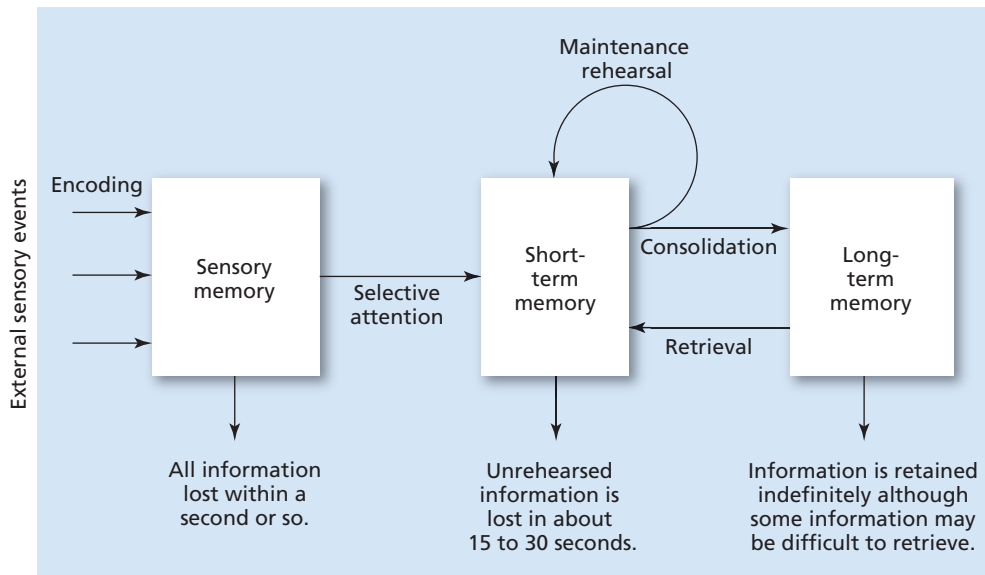 External sensory events
Encoding
Sensory
memory
Selective
attention
Maintenance
rehearsal
Short-
term
memory
Consolidation
Retrieval
Long-
term
memory
All information
lost within a
second or so.
Unrehearsed
information is
lost in about
15 to 30 seconds.
Information is retained
indefinitely although
some information may
be difficult to retrieve.